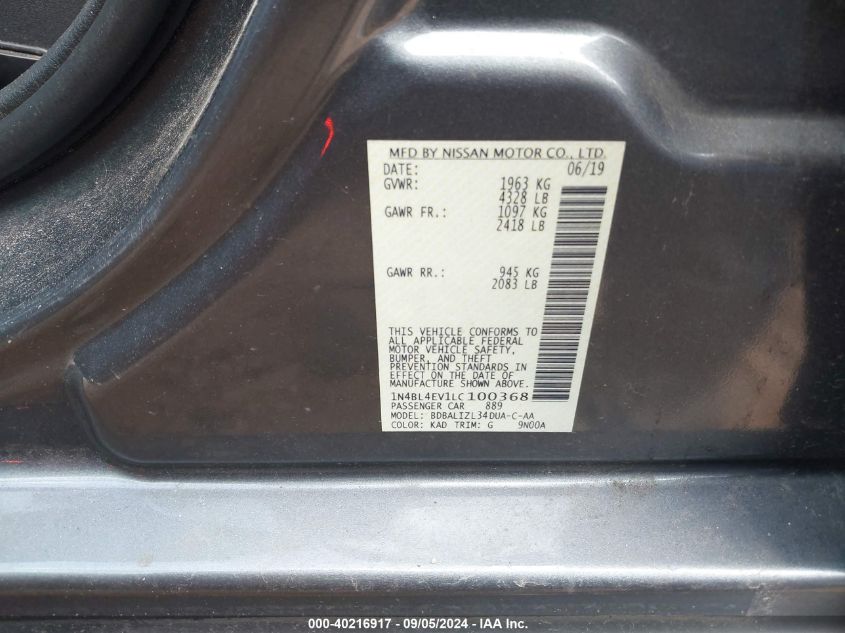 MFD BY NISSAN MOTOR CO., LTD.
DATE: 06/19
GVWR: 1963 KG
4328 LB
GAWR FR.: 1097 KG
2418 LB
GAWR RR.: 945 KG
2083 LB
THIS VEHICLE CONFORMS TO
ALL APPLICABLE FEDERAL
MOTOR VEHICLE SAFETY,
BUMPER, AND THEFT
PREVENTION STANDARDS IN
EFFECT ON THE DATE OF
MANUFACTURE SHOWN ABOVE.
1N4BL4EV1LC100368
PASSENGER CAR 889
MODEL: BDBALIZL34DUA-C-AA
COLOR: KAD TRIM: G 9N00A
000-40216917 - 09/05/2024 - IAA Inc.